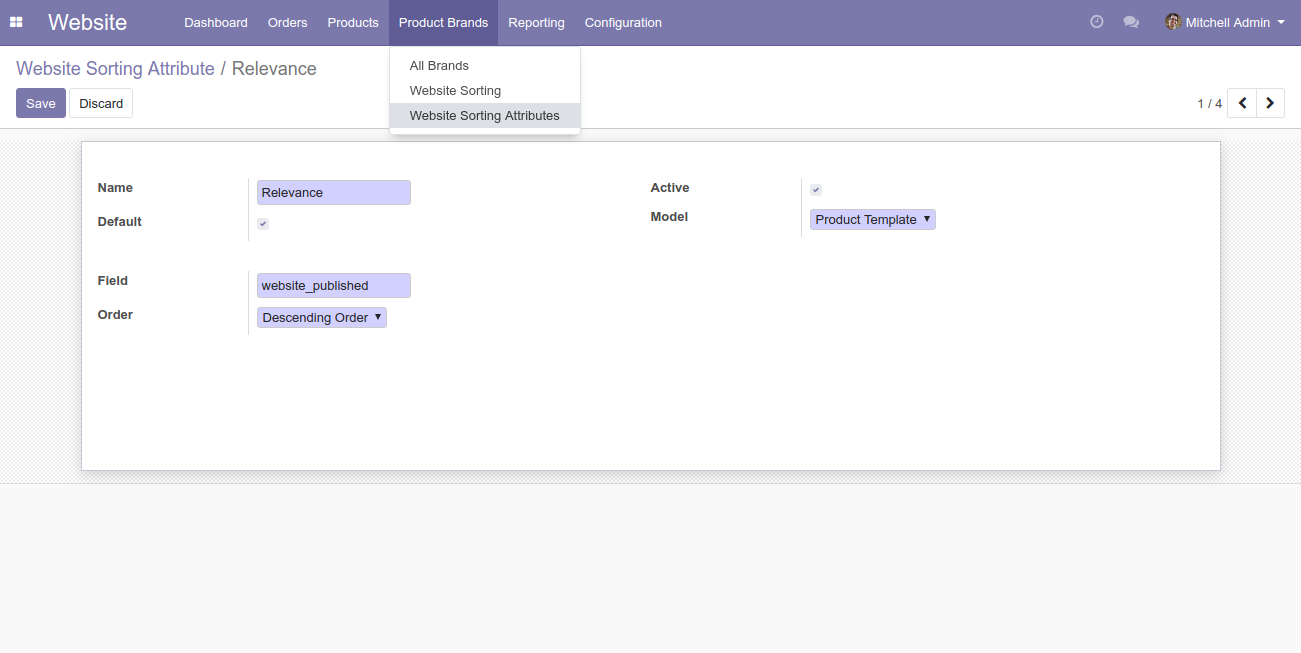 Website Dashboard Orders Products Product Brands Reporting Configuration Mitchell Admin
All Brands
Website Sorting
Website Sorting Attributes
Website Sorting Attribute / Relevance
Save Discard
1 / 4
Name Relevance
Default
Active
Model Product Template
Field website_published
Order Descending Order